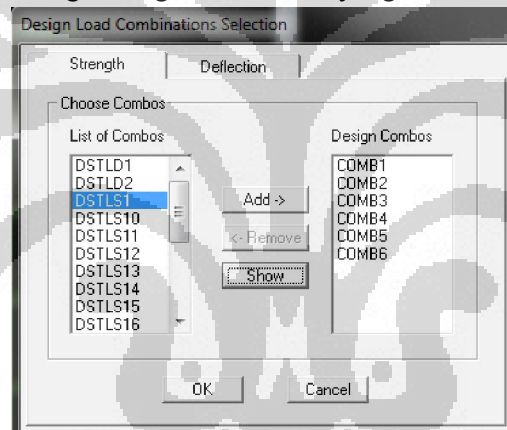 Design Load Combinations Selection
Strength
Deflection
Choose Combos
List of Combos
Design Combos
DSTLD1
DSTLD2
DSTLS1
DSTLS10
DSTLS11
DSTLS12
DSTLS13
DSTLS14
DSTLS15
DSTLS16
Add ->
<- Remove
Show
COMB1
COMB2
COMB3
COMB4
COMB5
COMB6
OK
Cancel